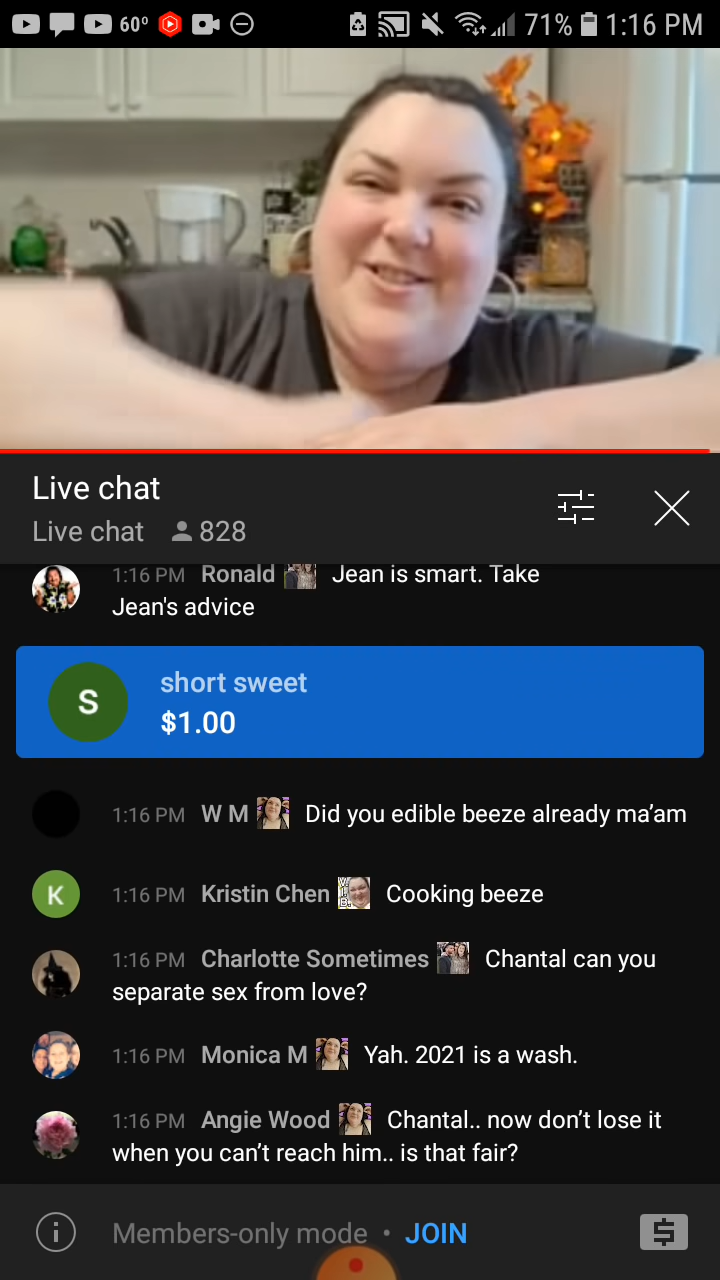 60° 71% 1:16 PM
Live chat
Live chat 828
1:16 PM Ronald Jean is smart. Take
Jean's advice
S short sweet
$1.00
1:16 PM W M Did you edible beeze already ma’am
K 1:16 PM Kristin Chen Cooking beeze
1:16 PM Charlotte Sometimes Chantal can you
separate sex from love?
1:16 PM Monica M Yah. 2021 is a wash.
1:16 PM Angie Wood Chantal.. now don’t lose it
when you can’t reach him.. is that fair?
Members-only mode • JOIN